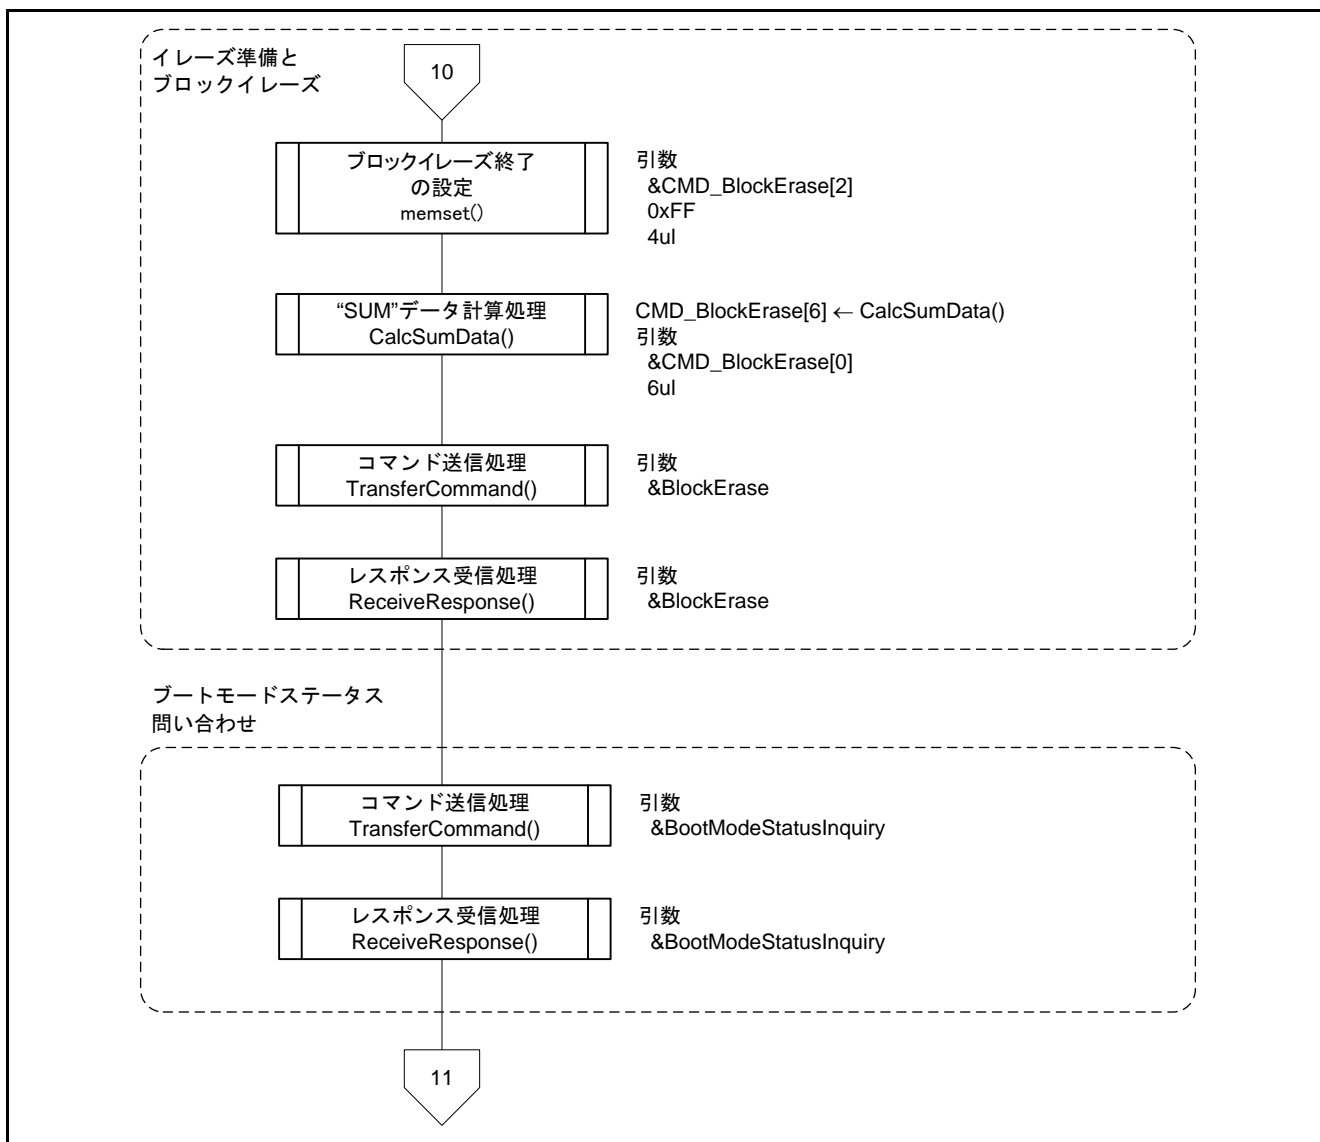 イレーズ準備と
ブロックイレーズ
10
ブロックイレーズ終了
の設定
memset()
引数
&CMD_BlockErase[2]
0xFF
4ul
“SUM”データ計算処理
CalcSumData()
CMD_BlockErase[6] ← CalcSumData()
引数
&CMD_BlockErase[0]
6ul
コマンド送信処理
TransferCommand()
引数
&BlockErase
レスポンス受信処理
ReceiveResponse()
引数
&BlockErase
ブートモードステータス
問い合わせ
コマンド送信処理
TransferCommand()
引数
&BootModeStatusInquiry
レスポンス受信処理
ReceiveResponse()
引数
&BootModeStatusInquiry
11